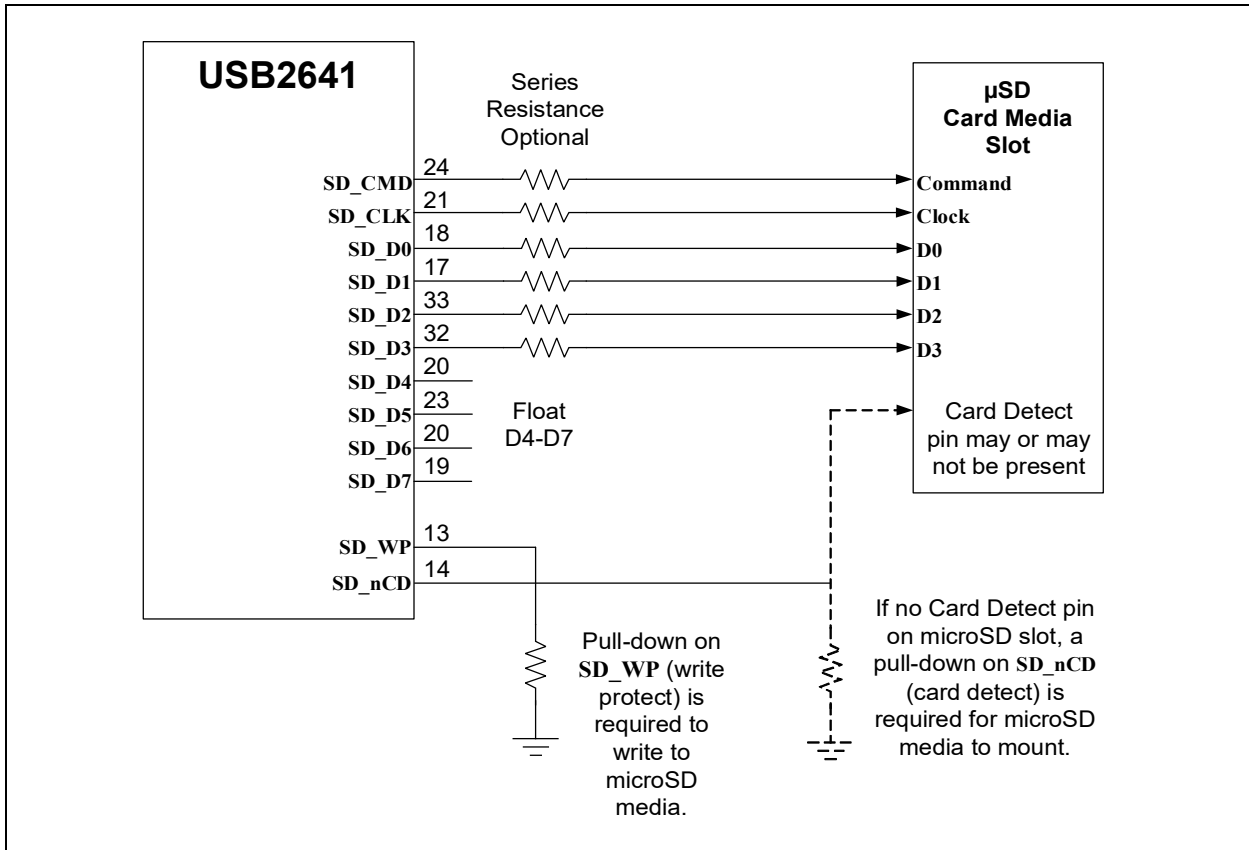 USB2641
Series
Resistance
Optional
µSD
Card Media
Slot
SD_CMD 24
Command
SD_CLK 21
Clock
SD_D0 18
D0
SD_D1 17
D1
SD_D2 33
D2
SD_D3 32
D3
SD_D4 20
SD_D5 23
SD_D6 20
SD_D7 19
Float
D4-D7
Card Detect
pin may or may
not be present
SD_WP 13
SD_nCD 14
Pull-down on
SD_WP (write
protect) is
required to
write to
microSD
media.
If no Card Detect pin
on microSD slot, a
pull-down on SD_nCD
(card detect) is
required for microSD
media to mount.